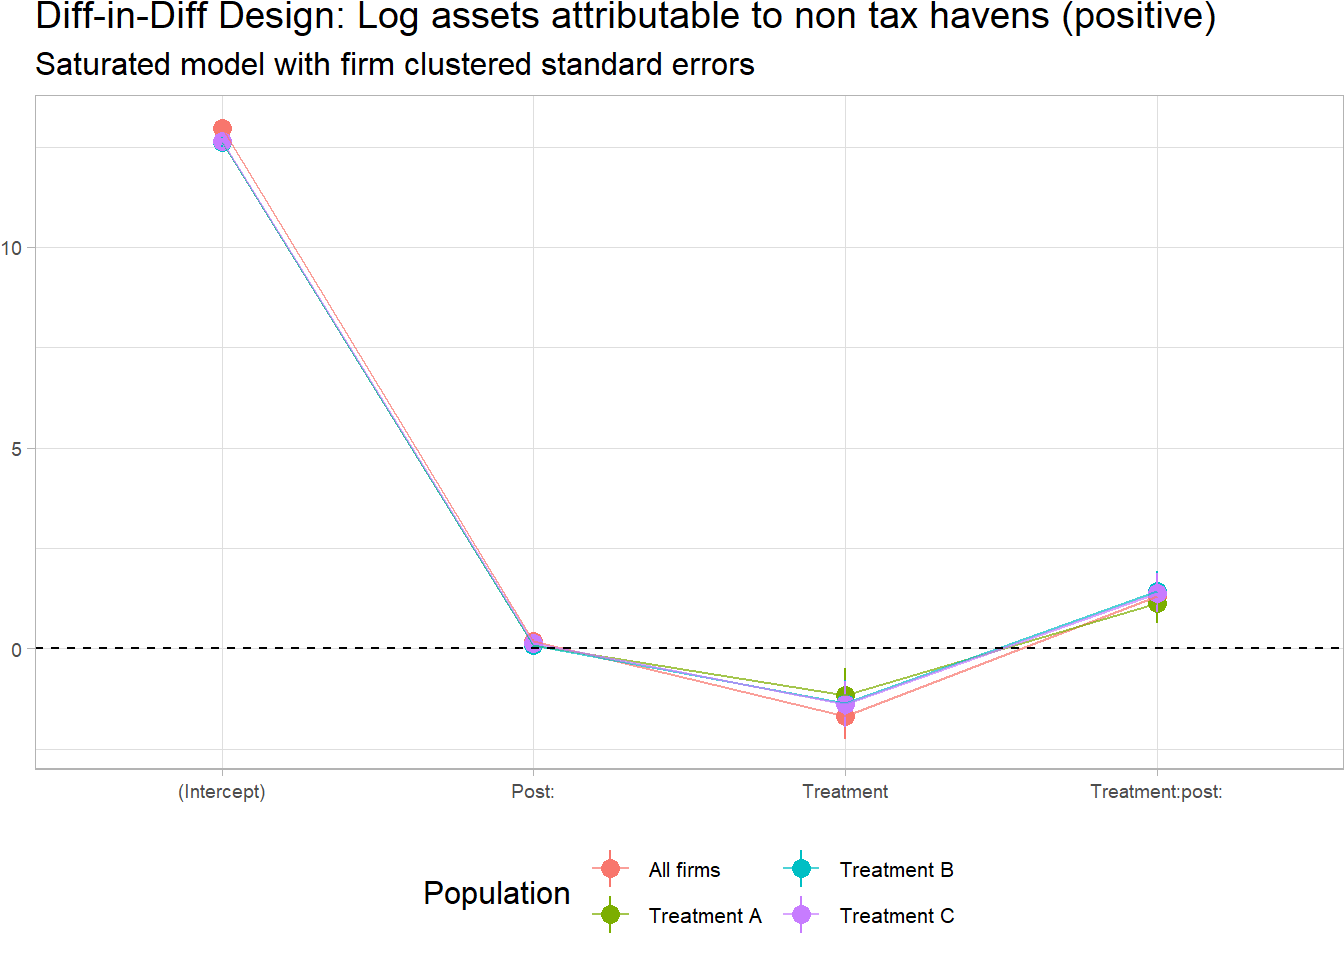 Diff-in-Diff Design: Log assets attributable to non tax havens (positive)
Saturated model with firm clustered standard errors
10
5
0
(Intercept) Post: Treatment Treatment:post:
Population
All firms Treatment B
Treatment A Treatment C